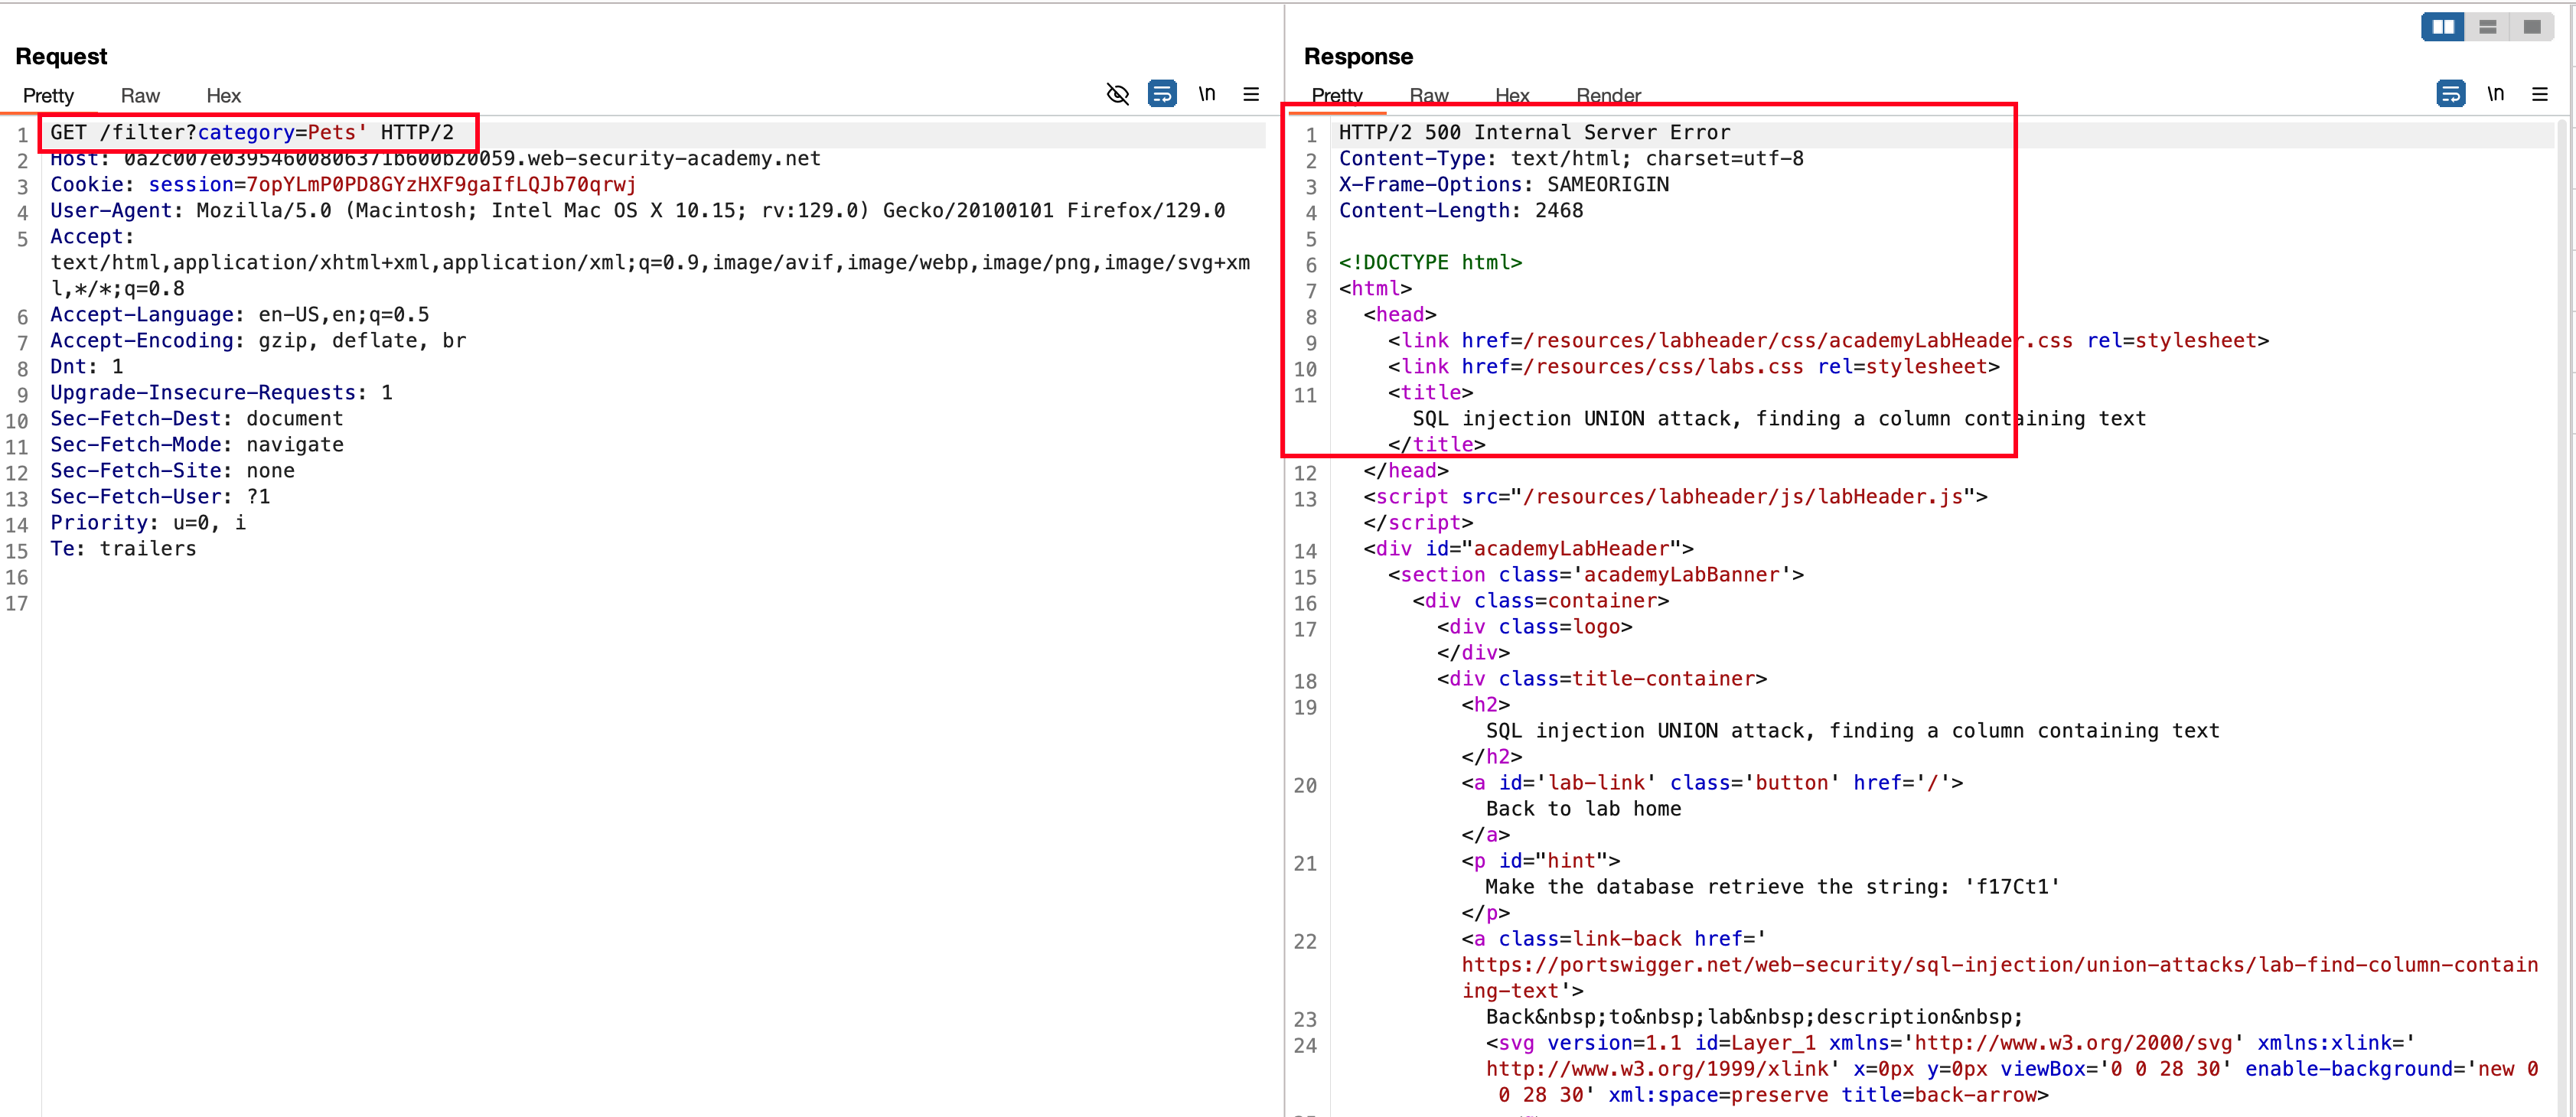 Request
Pretty Raw Hex \n
1 GET /filter?category=Pets' HTTP/2
2 Host: 0a2c007e03954600806371b600b20059.web-security-academy.net
3 Cookie: session=7opYLmP0PD8GYzHXF9gaIfLQJb70qrwj
4 User-Agent: Mozilla/5.0 (Macintosh; Intel Mac OS X 10.15; rv:129.0) Gecko/20100101 Firefox/129.0
5 Accept:
text/html,application/xhtml+xml,application/xml;q=0.9,image/avif,image/webp,image/png,image/svg+xm
l,*/*;q=0.8
6 Accept-Language: en-US,en;q=0.5
7 Accept-Encoding: gzip, deflate, br
8 Dnt: 1
9 Upgrade-Insecure-Requests: 1
10 Sec-Fetch-Dest: document
11 Sec-Fetch-Mode: navigate
12 Sec-Fetch-Site: none
13 Sec-Fetch-User: ?1
14 Priority: u=0, i
15 Te: trailers
16
17
Response
Pretty Raw Hex Render \n
1 HTTP/2 500 Internal Server Error
2 Content-Type: text/html; charset=utf-8
3 X-Frame-Options: SAMEORIGIN
4 Content-Length: 2468
5
6 <!DOCTYPE html>
7 <html>
8 <head>
9 <link href=/resources/labheader/css/academyLabHeader.css rel=stylesheet>
10 <link href=/resources/css/labs.css rel=stylesheet>
11 <title>
SQL injection UNION attack, finding a column containing text
</title>
12 </head>
13 <script src="/resources/labheader/js/labHeader.js">
</script>
14 <div id="academyLabHeader">
15 <section class='academyLabBanner'>
16 <div class=container>
17 <div class=logo>
</div>
18 <div class=title-container>
19 <h2>
SQL injection UNION attack, finding a column containing text
</h2>
20 <a id='lab-link' class='button' href='/'>
Back to lab home
</a>
21 <p id="hint">
Make the database retrieve the string: 'f17Ct1'
</p>
22 <a class=link-back href='
https://portswigger.net/web-security/sql-injection/union-attacks/lab-find-column-contain
ing-text'>
23 Back&nbsp;to&nbsp;lab&nbsp;description&nbsp;
24 <svg version=1.1 id=Layer_1 xmlns='http://www.w3.org/2000/svg' xmlns:xlink='
http://www.w3.org/1999/xlink' x=0px y=0px viewBox='0 0 28 30' enable-background='new 0
0 28 30' xml:space=preserve title=back-arrow>